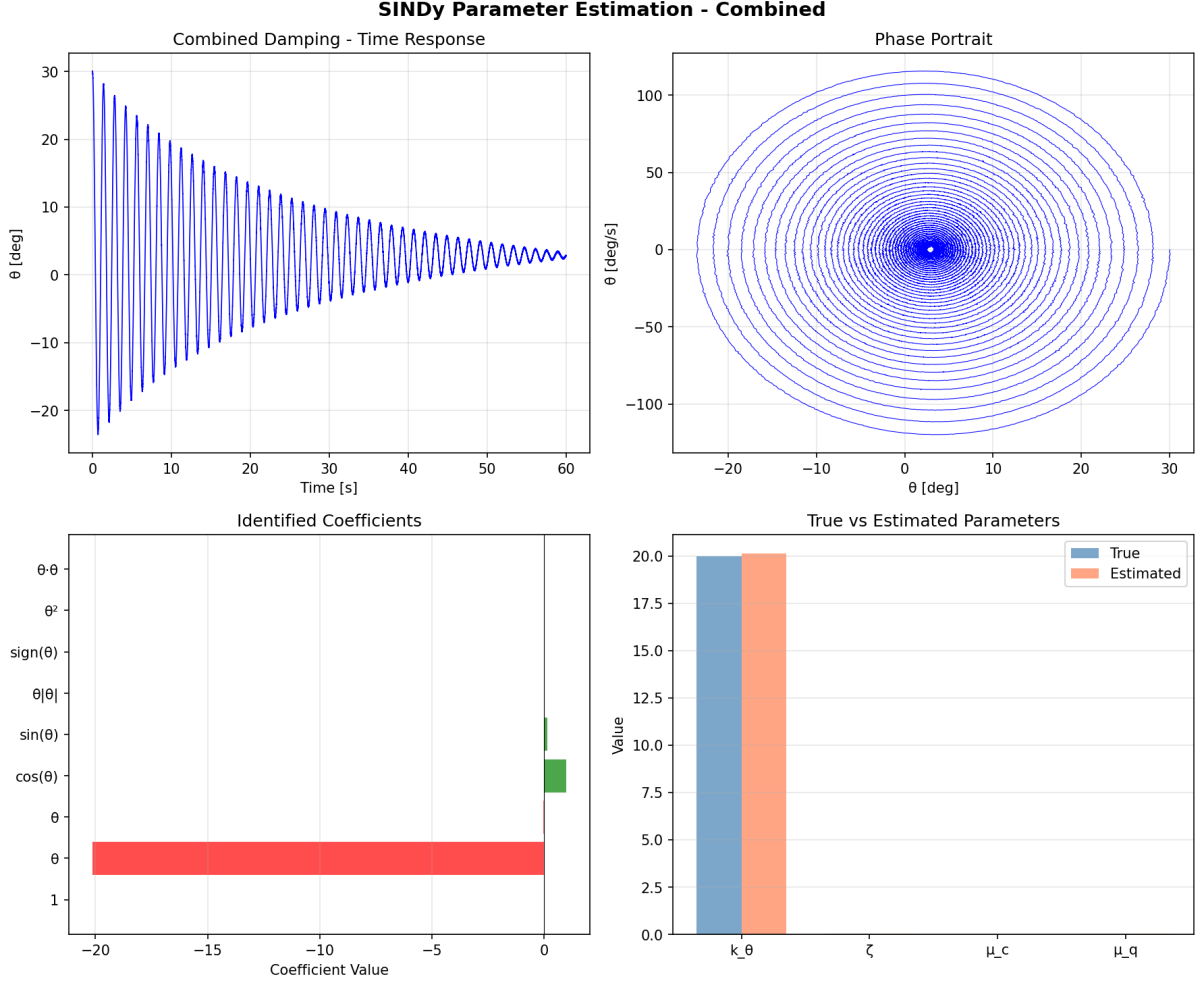 SINDy Parameter Estimation - Combined
Combined Damping - Time Response
30
20
10
0
−10
−20
θ [deg]
0
10
20
30
40
50
60
Time [s]
Phase Portrait
100
50
0
−50
−100
θ̇ [deg/s]
−20
−10
0
10
20
30
θ [deg]
Identified Coefficients
θ·θ̇
θ²
sign(θ̇)
θ̇|θ̇|
sin(θ)
cos(θ)
θ̇
θ
1
−20
−15
−10
−5
0
Coefficient Value
True vs Estimated Parameters
True
Estimated
20.0
17.5
15.0
12.5
10.0
7.5
5.0
2.5
0.0
Value
k_θ
ζ
μ_c
μ_q